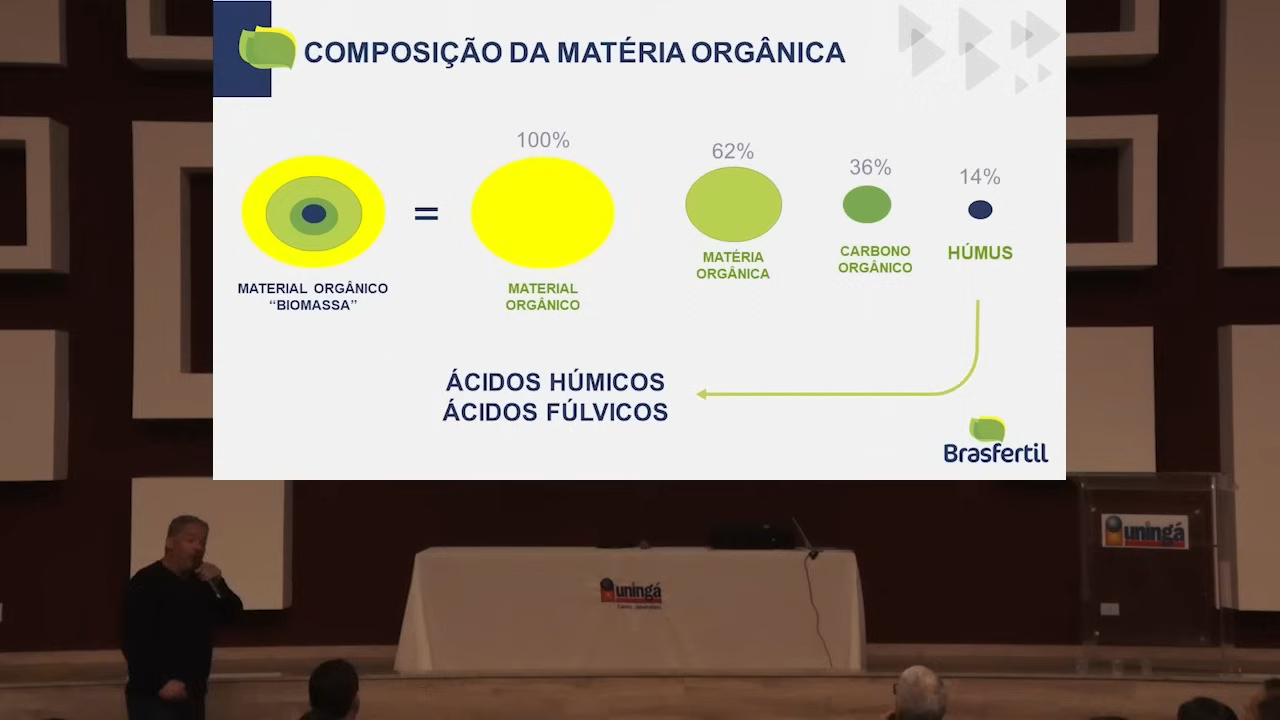 COMPOSIÇÃO DA MATÉRIA ORGÂNICA
100%
62%
36%
14%
=
MATERIAL ORGÂNICO
“BIOMASSA”
MATERIAL
ORGÂNICO
MATÉRIA
ORGÂNICA
CARBONO
ORGÂNICO
HÚMUS
ÁCIDOS HÚMICOS
ÁCIDOS FÚLVICOS
Brasfertil
uningá
uningá